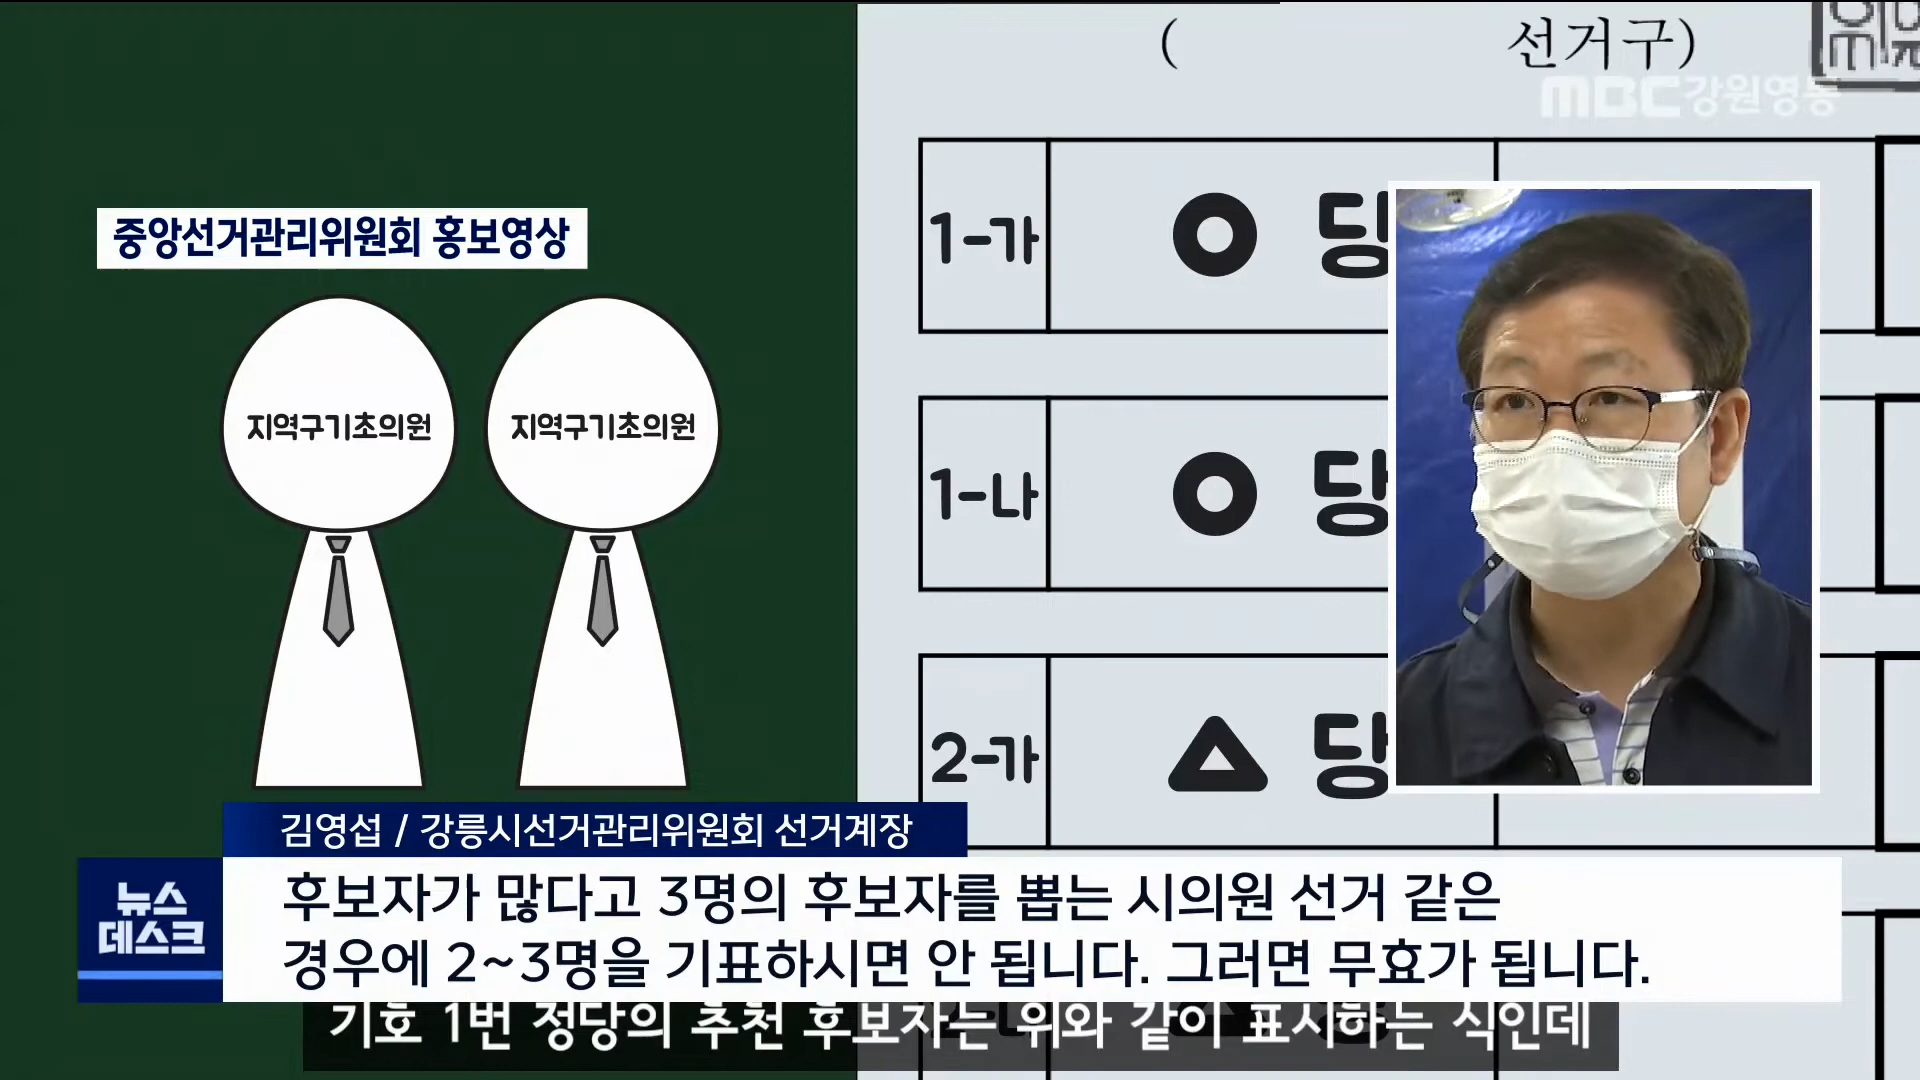 ( 선거구)
MBC강원영동
중앙선거관리위원회 홍보영상
지역구기초의원
지역구기초의원
1-가 당
1-나 당
2-가 당
김영섭 / 강릉시선거관리위원회 선거계장
뉴스
데스크
후보자가 많다고 3명의 후보자를 뽑는 시의원 선거 같은
경우에 2~3명을 기표하시면 안 됩니다. 그러면 무효가 됩니다.
기호 1번 정당의 추천 후보자는 위와 같이 표시하는 식인데